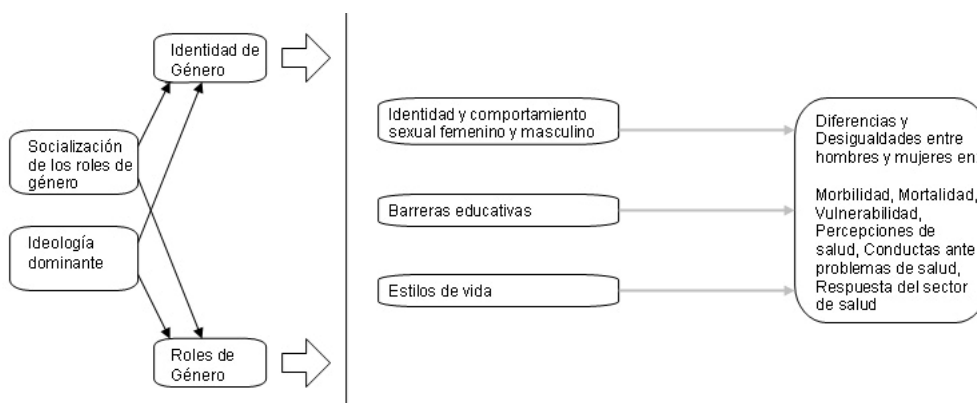 Identidad de
Género
Socialización
de los roles de
género
Ideología
dominante
Roles de
Género
Identidad y comportamiento
sexual femenino y masculino
Barreras educativas
Estilos de vida
Diferencias y
Desigualdades entre
hombres y mujeres en:
Morbilidad, Mortalidad,
Vulnerabilidad,
Percepciones de
salud, Conductas ante
problemas de salud,
Respuesta del sector
de salud